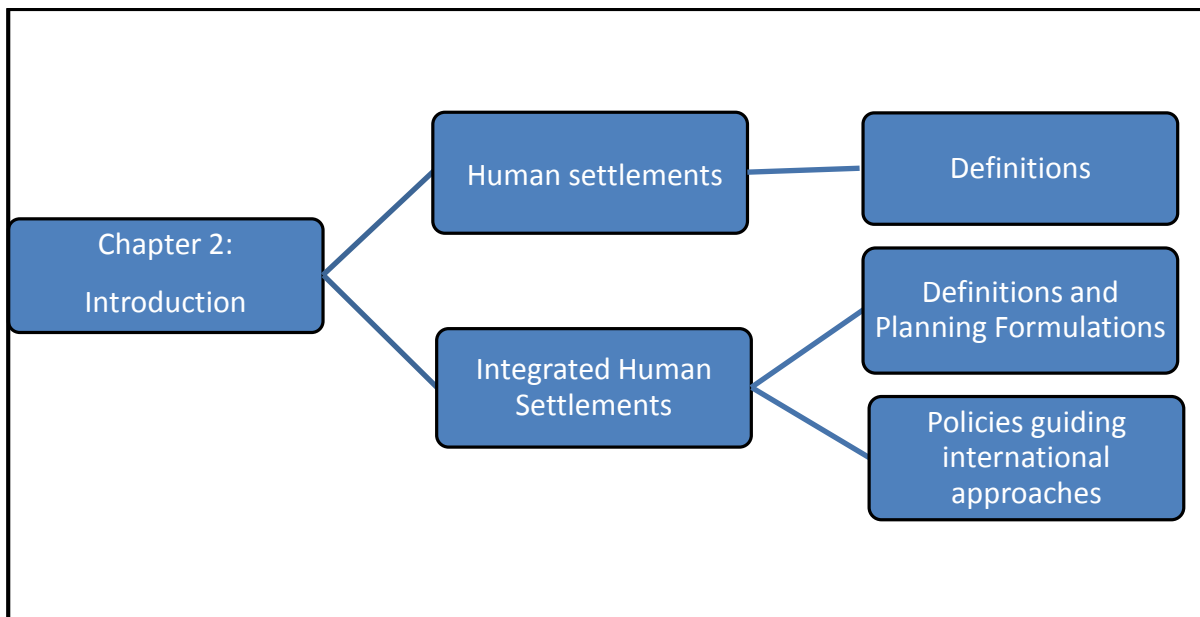 Chapter 2:
Introduction
Human settlements
Definitions
Integrated Human
Settlements
Definitions and
Planning Formulations
Policies guiding
international
approaches